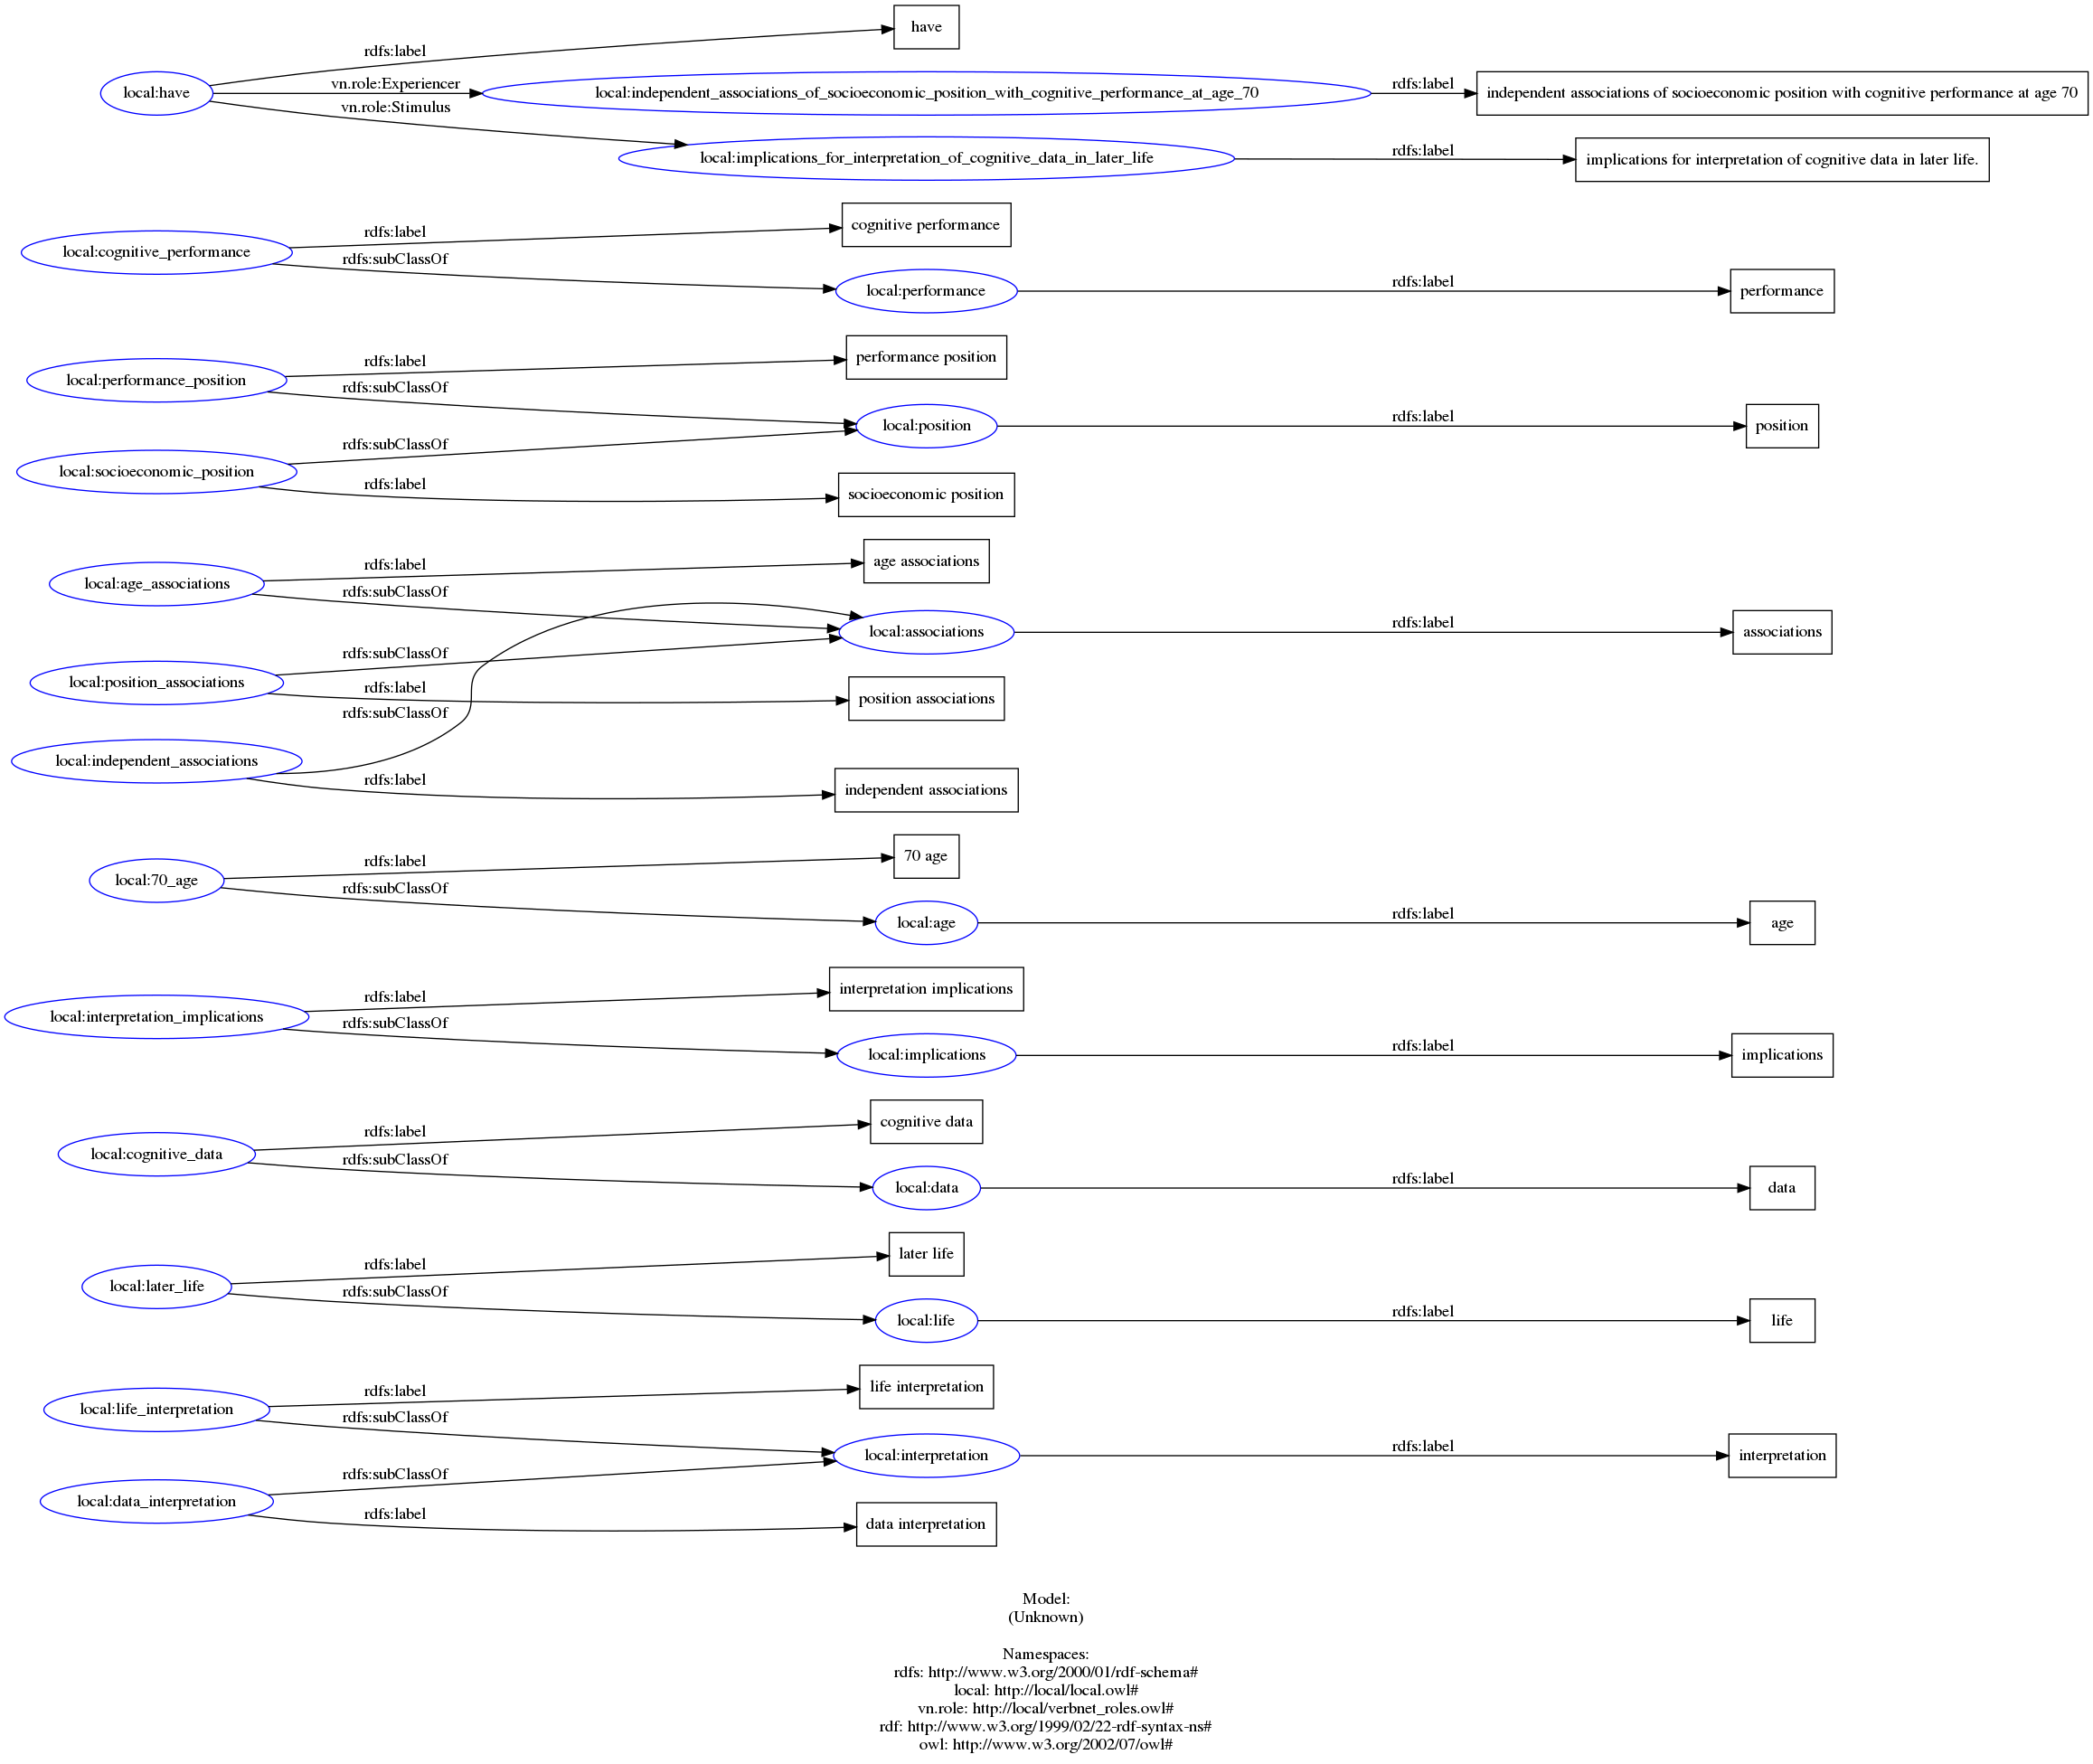 have
rdfs:label
local:have
vn.role:Experiencer
local:independent_associations_of_socioeconomic_position_with_cognitive_performance_at_age_70
rdfs:label
independent associations of socioeconomic position with cognitive performance at age 70
vn.role:Stimulus
local:implications_for_interpretation_of_cognitive_data_in_later_life
rdfs:label
implications for interpretation of cognitive data in later life.
cognitive performance
rdfs:label
local:cognitive_performance
rdfs:subClassOf
local:performance
rdfs:label
performance
performance position
rdfs:label
local:performance_position
rdfs:subClassOf
local:position
rdfs:label
position
rdfs:subClassOf
local:socioeconomic_position
rdfs:label
socioeconomic position
age associations
rdfs:label
local:age_associations
rdfs:subClassOf
local:associations
rdfs:label
associations
rdfs:subClassOf
local:position_associations
rdfs:label
position associations
rdfs:subClassOf
local:independent_associations
rdfs:label
independent associations
70 age
rdfs:label
local:70_age
rdfs:subClassOf
local:age
rdfs:label
age
interpretation implications
rdfs:label
local:interpretation_implications
rdfs:subClassOf
local:implications
rdfs:label
implications
cognitive data
rdfs:label
local:cognitive_data
rdfs:subClassOf
local:data
rdfs:label
data
later life
rdfs:label
local:later_life
rdfs:subClassOf
local:life
rdfs:label
life
life interpretation
rdfs:label
local:life_interpretation
rdfs:subClassOf
local:interpretation
rdfs:label
interpretation
rdfs:subClassOf
local:data_interpretation
rdfs:label
data interpretation
Model:
(Unknown)
Namespaces:
rdfs: http://www.w3.org/2000/01/rdf-schema#
local: http://local/local.owl#
vn.role: http://local/verbnet_roles.owl#
rdf: http://www.w3.org/1999/02/22-rdf-syntax-ns#
owl: http://www.w3.org/2002/07/owl#